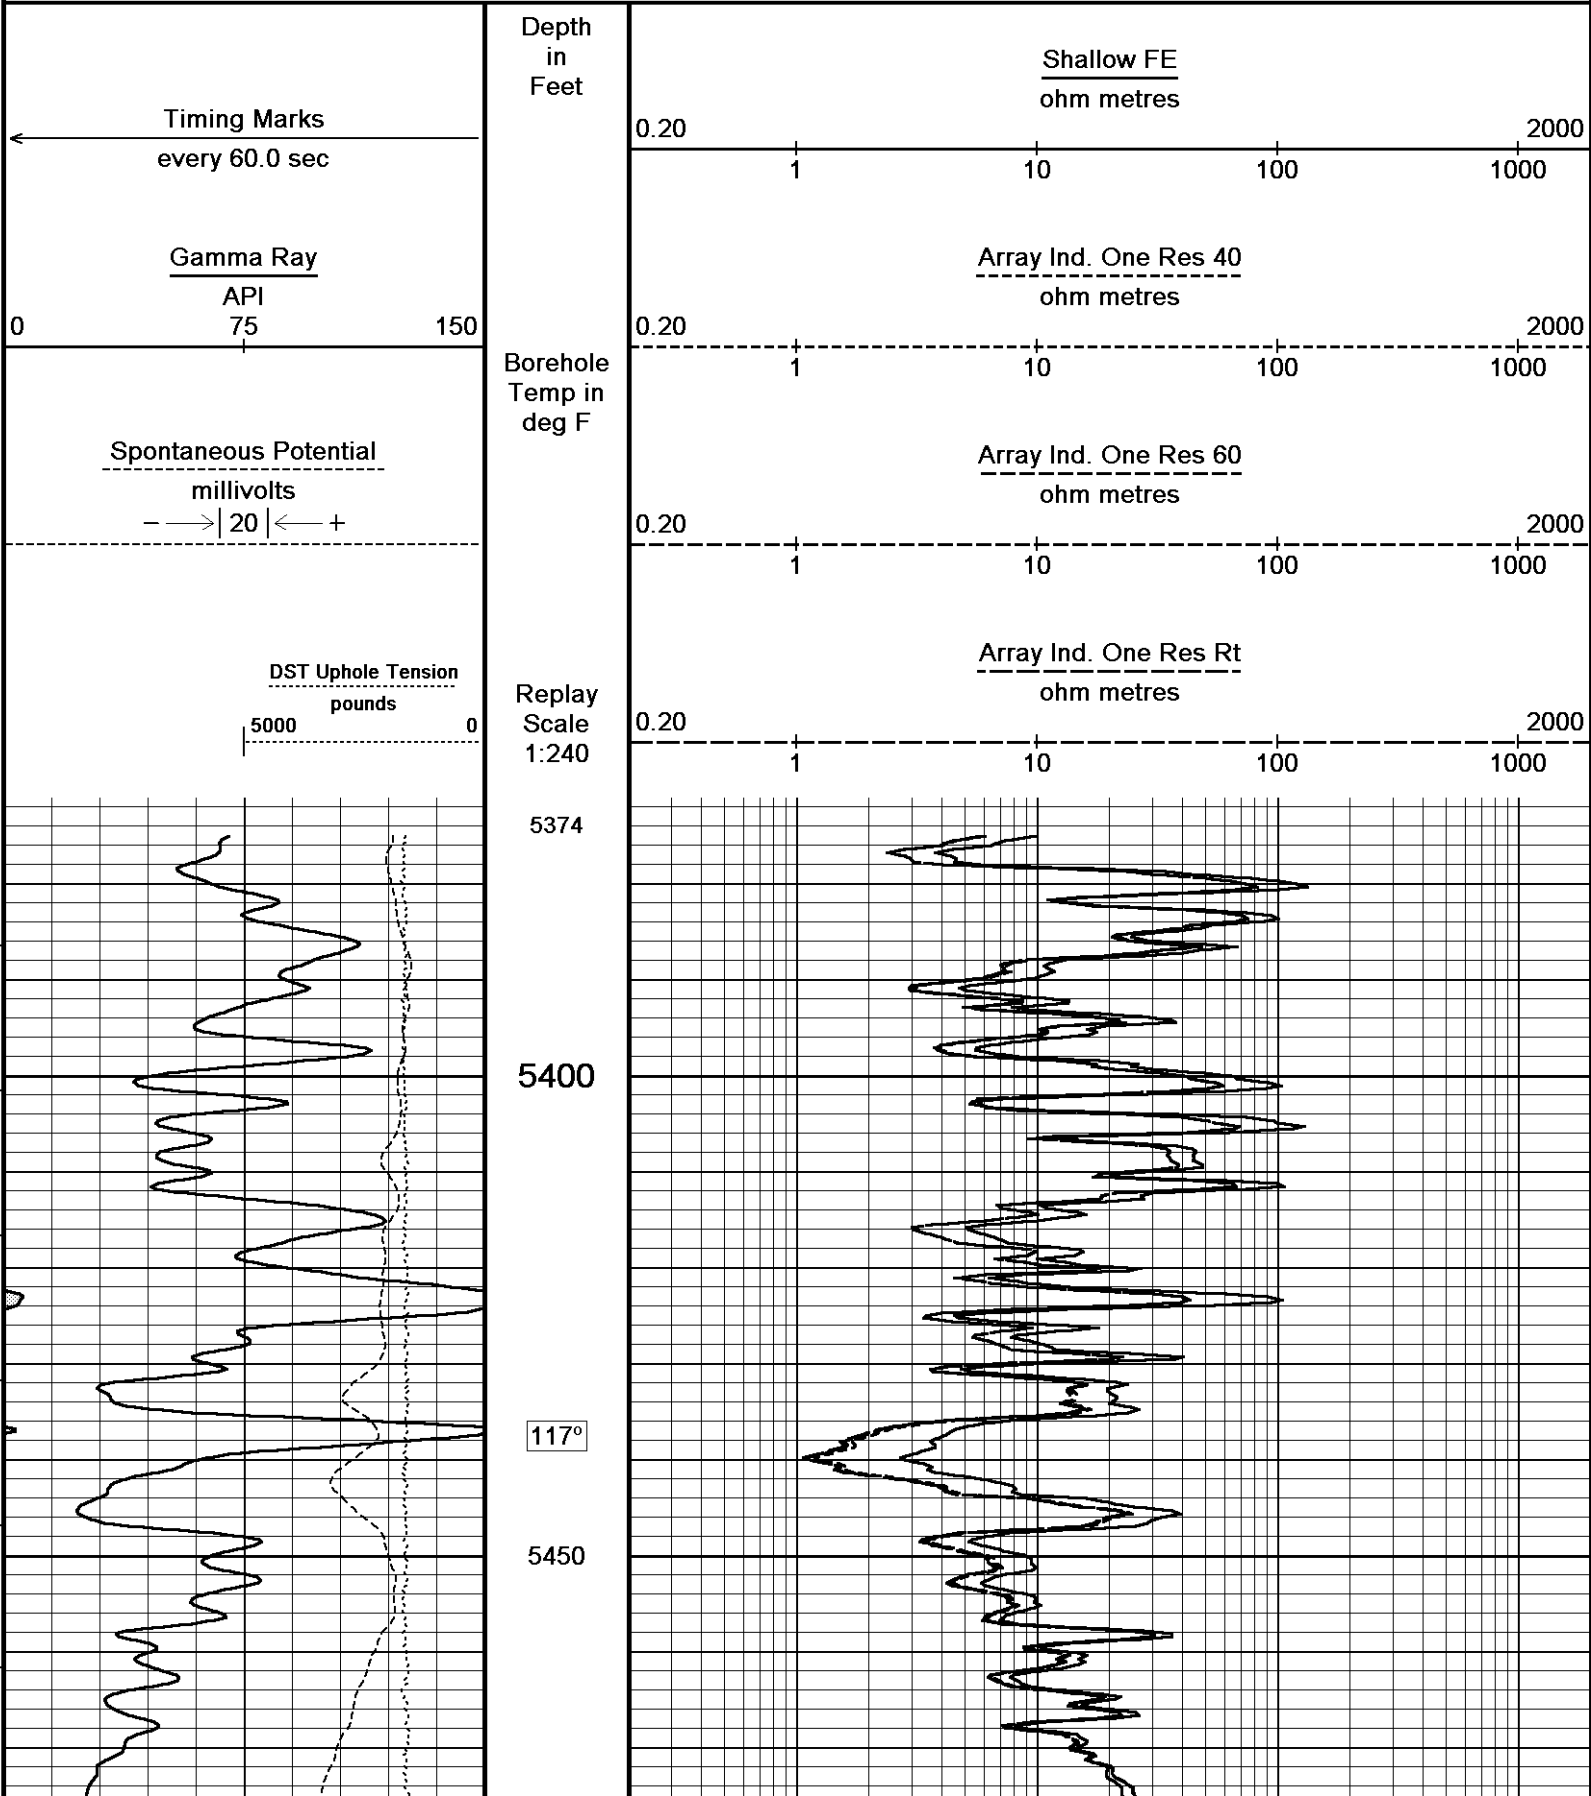 Timing Marks
every 60.0 sec
Gamma Ray
API
0 75 150
Spontaneous Potential
millivolts
− 20 +
DST Uphole Tension
pounds
5000 0
Depth
in
Feet
Borehole
Temp in
deg F
Replay
Scale
1:240
Shallow FE
ohm metres
0.20 2000
1 10 100 1000
Array Ind. One Res 40
ohm metres
0.20 2000
1 10 100 1000
Array Ind. One Res 60
ohm metres
0.20 2000
1 10 100 1000
Array Ind. One Res Rt
ohm metres
0.20 2000
1 10 100 1000
5374
5400
117°
5450